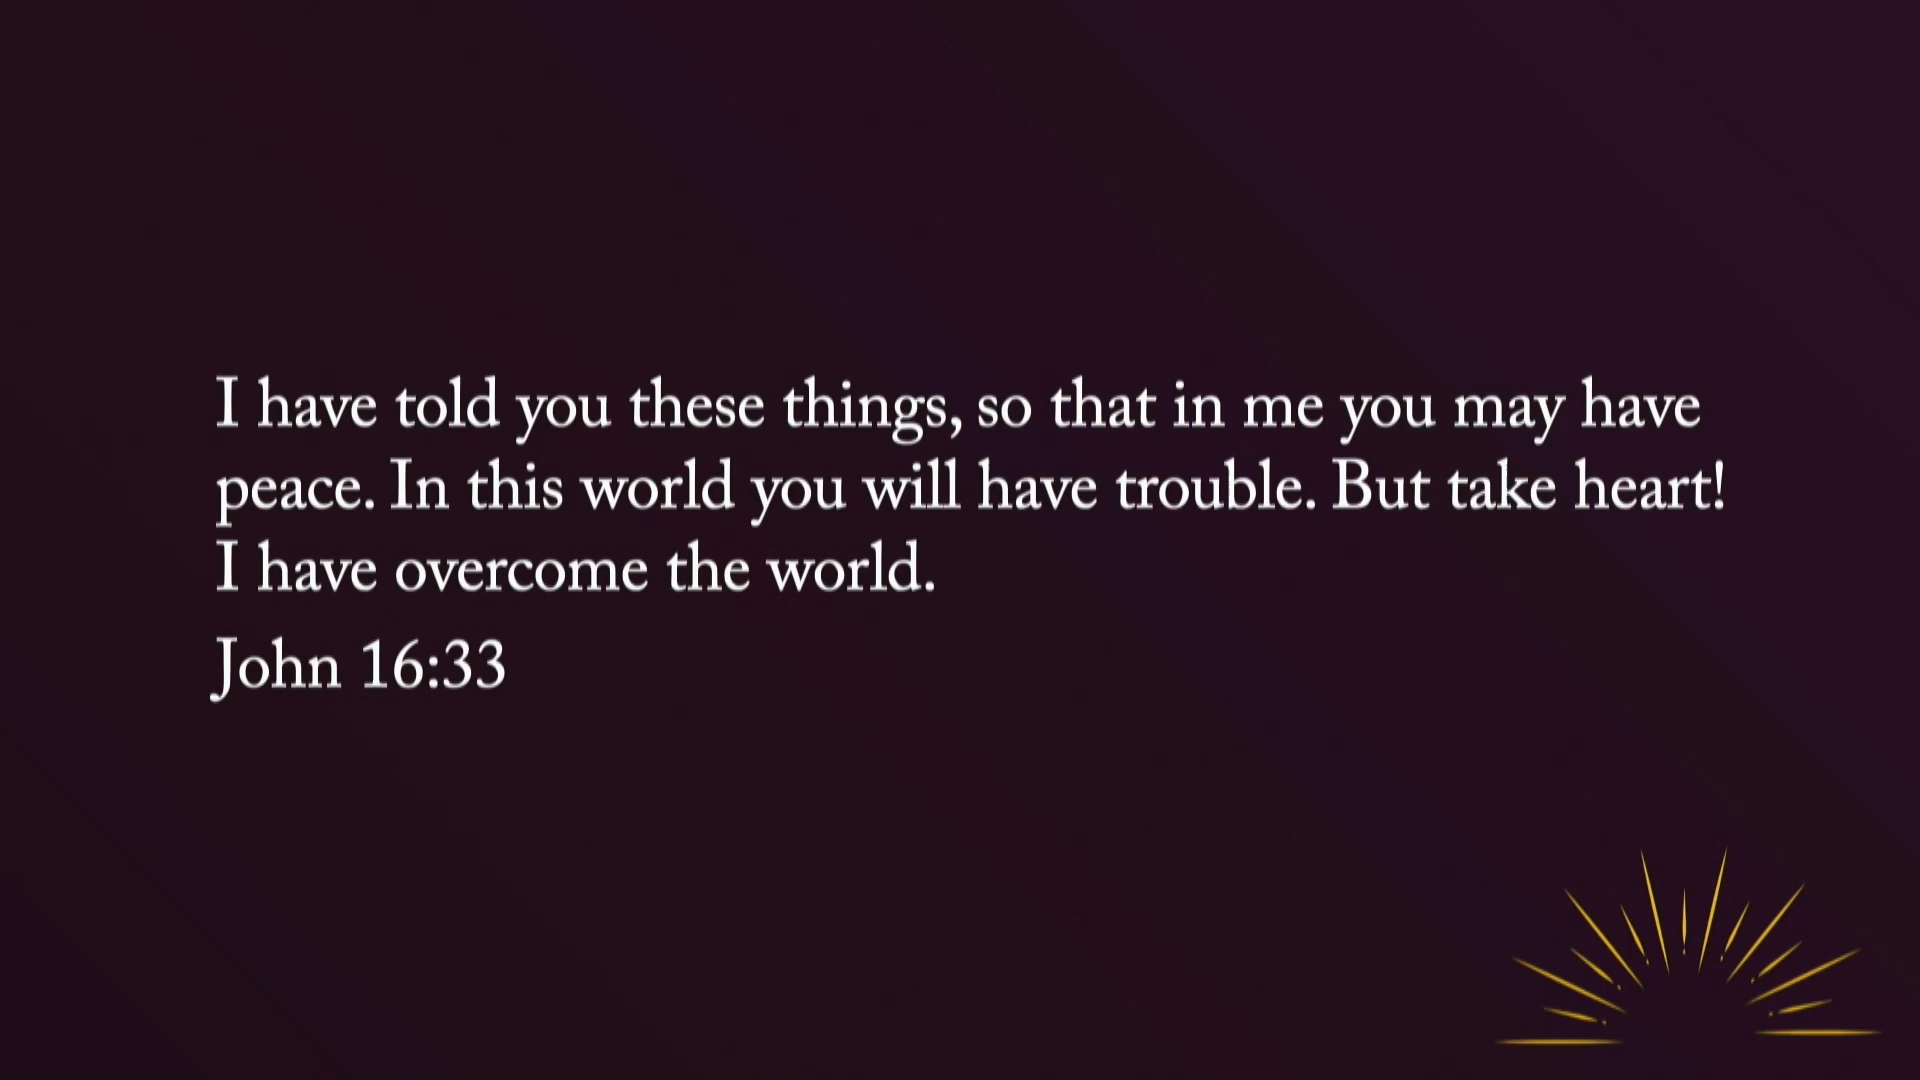 I have told you these things, so that in me you may have
peace. In this world you will have trouble. But take heart!
I have overcome the world.
John 16:33